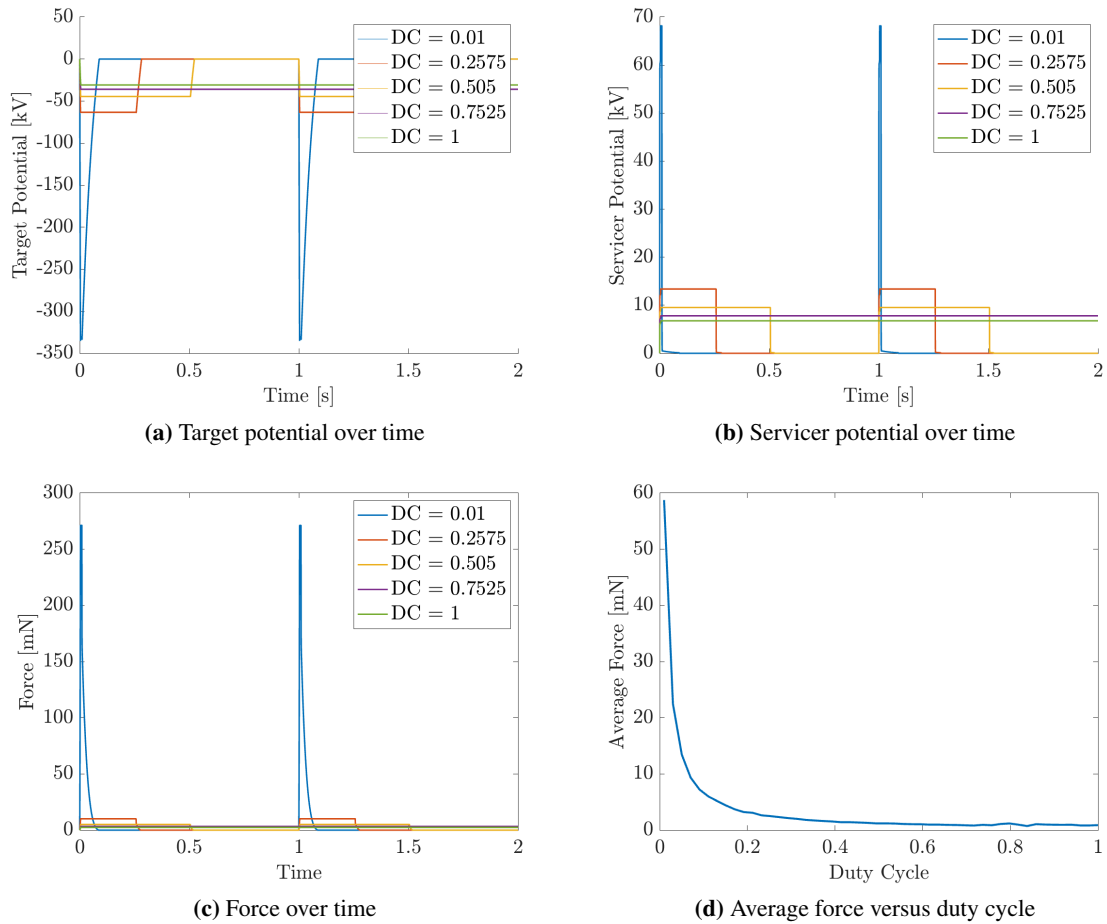 50
0
-50
-100
-150
-200
-250
-300
-350
Target Potential [kV]
DC = 0.01
DC = 0.2575
DC = 0.505
DC = 0.7525
DC = 1
0
0.5
1
1.5
2
Time [s]
(a) Target potential over time
70
60
50
40
30
20
10
0
Servicer Potential [kV]
DC = 0.01
DC = 0.2575
DC = 0.505
DC = 0.7525
DC = 1
0
0.5
1
1.5
2
Time [s]
(b) Servicer potential over time
300
250
200
150
100
50
0
Force [mN]
DC = 0.01
DC = 0.2575
DC = 0.505
DC = 0.7525
DC = 1
0
0.5
1
1.5
2
Time
(c) Force over time
60
50
40
30
20
10
0
Average Force [mN]
0
0.2
0.4
0.6
0.8
1
Duty Cycle
(d) Average force versus duty cycle